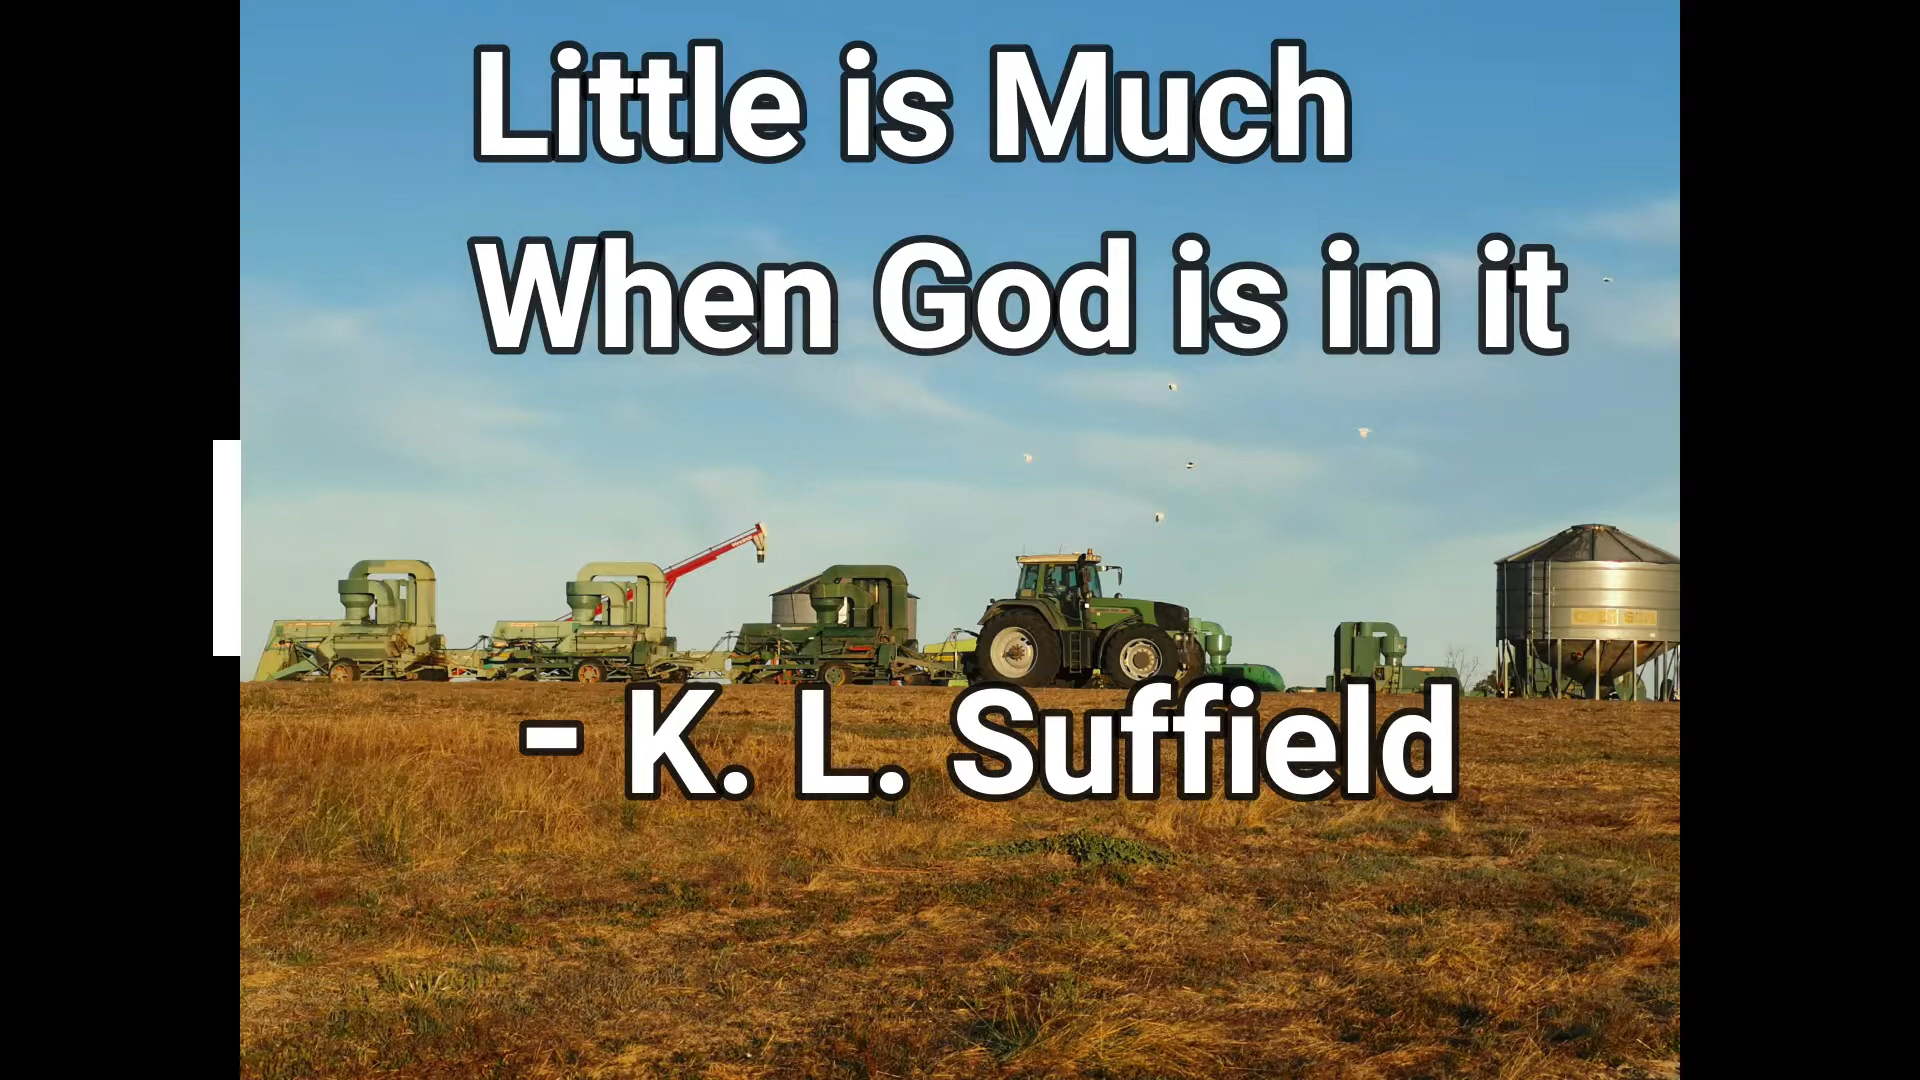 Little is Much
When God is in it
- K. L. Suffield